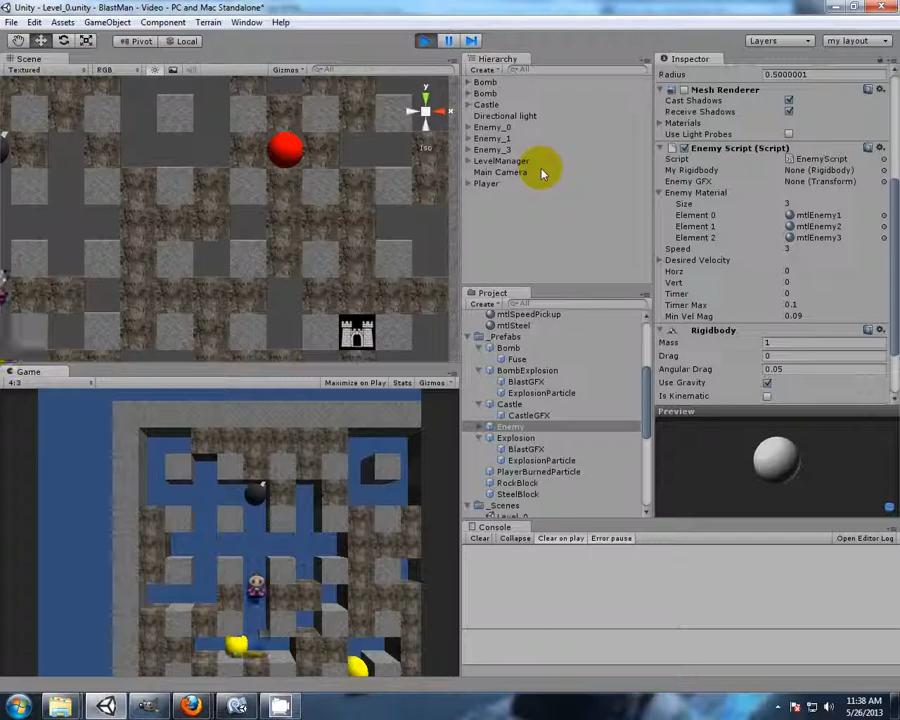 Unity - Level_0.unity - BlastMan - Video - PC and Mac Standalone*
File Edit Assets GameObject Component Terrain Window Help
Pivot Local Layers my layout
Scene
Textured RGB Gizmos All
y
x
Iso
Game
4:3 Maximize on Play Stats Gizmos
Hierarchy
Create All
Bomb
Bomb
Castle
Directional light
Enemy_0
Enemy_1
Enemy_3
LevelManager
Main Camera
Player
Project
Create All
mtlSpeedPickup
mtlSteel
_Prefabs
Bomb
Fuse
BombExplosion
BlastGFX
ExplosionParticle
Castle
CastleGFX
Enemy
Explosion
BlastGFX
ExplosionParticle
PlayerBurnedParticle
RockBlock
SteelBlock
_Scenes
Level_0
Console
Clear Collapse Clear on play Error pause Open Editor Log
Inspector
Radius 0.5000001
Mesh Renderer
Cast Shadows
Receive Shadows
Materials
Use Light Probes
Enemy Script (Script)
Script EnemyScript
My Rigidbody None (Rigidbody)
Enemy GFX None (Transform)
Enemy Material
Size 3
Element 0 mtlEnemy1
Element 1 mtlEnemy2
Element 2 mtlEnemy3
Speed 3
Desired Velocity
Horz 0
Vert 0
Timer 0
Timer Max 0.1
Min Vel Mag 0.09
Rigidbody
Mass 1
Drag 0
Angular Drag 0.05
Use Gravity
Is Kinematic
Preview
11:38 AM
5/26/2013